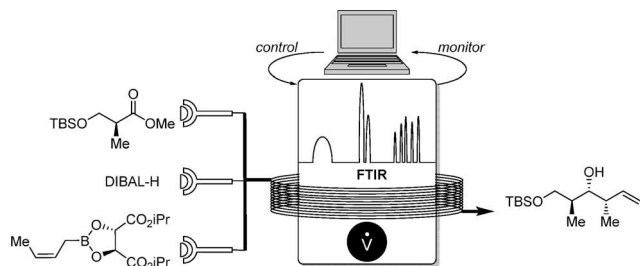 control
monitor
O
TBSO
OMe
Me
FTIR
DIBAL-H
OH
TBSO
Me
Me
CO₂iPr
O
Me
B
O
CO₂iPr
V̇